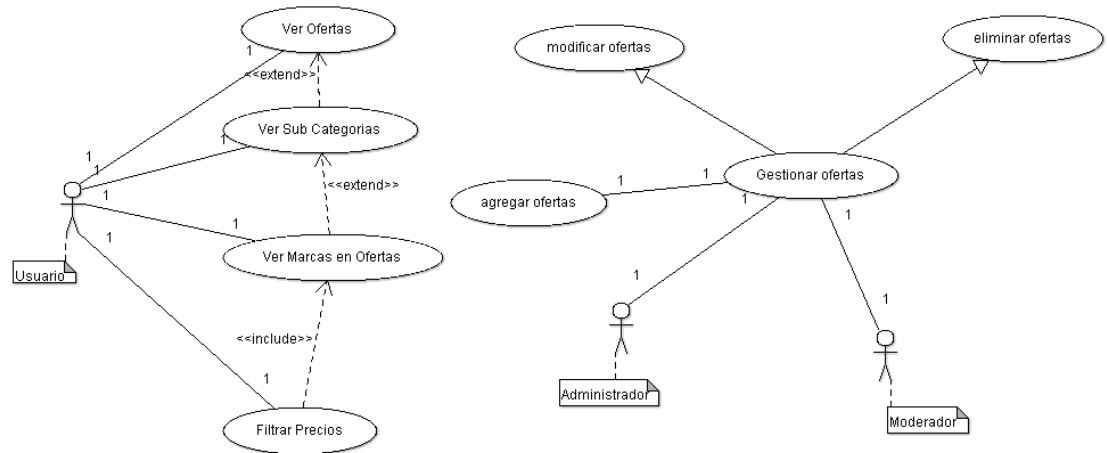 Ver Ofertas
1
<<extend>>
Ver Sub Categorias
1
1
1
1
<<extend>>
1
Usuario
1
Ver Marcas en Ofertas
<<include>>
1
Filtrar Precios
modificar ofertas
eliminar ofertas
Gestionar ofertas
1
1
agregar ofertas
1
1
1
1
Administrador
Moderador